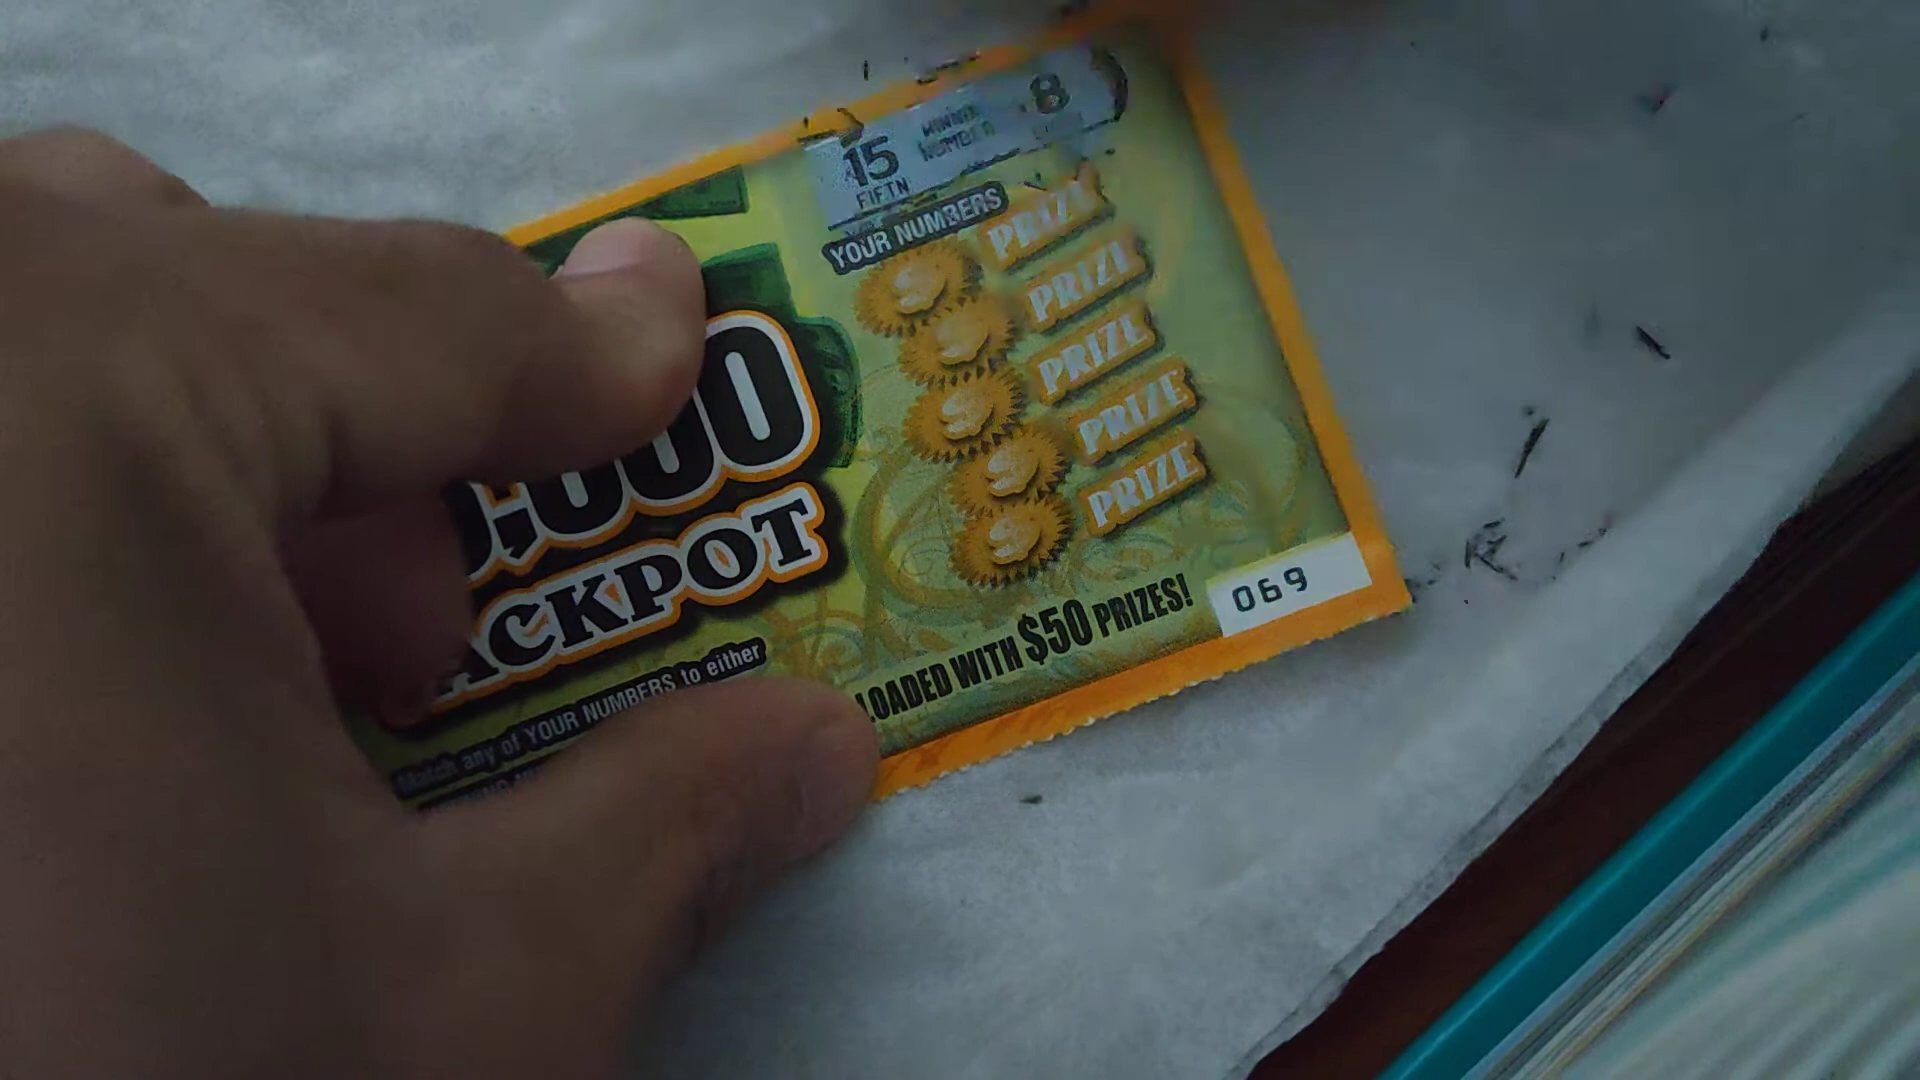 15
FIFTN
WINNING
NUMBERS
8
YOUR NUMBERS
PRIZE
PRIZE
PRIZE
PRIZE
PRIZE
,000
ACKPOT
Match any of YOUR NUMBERS to either
LOADED WITH $50 PRIZES!
069